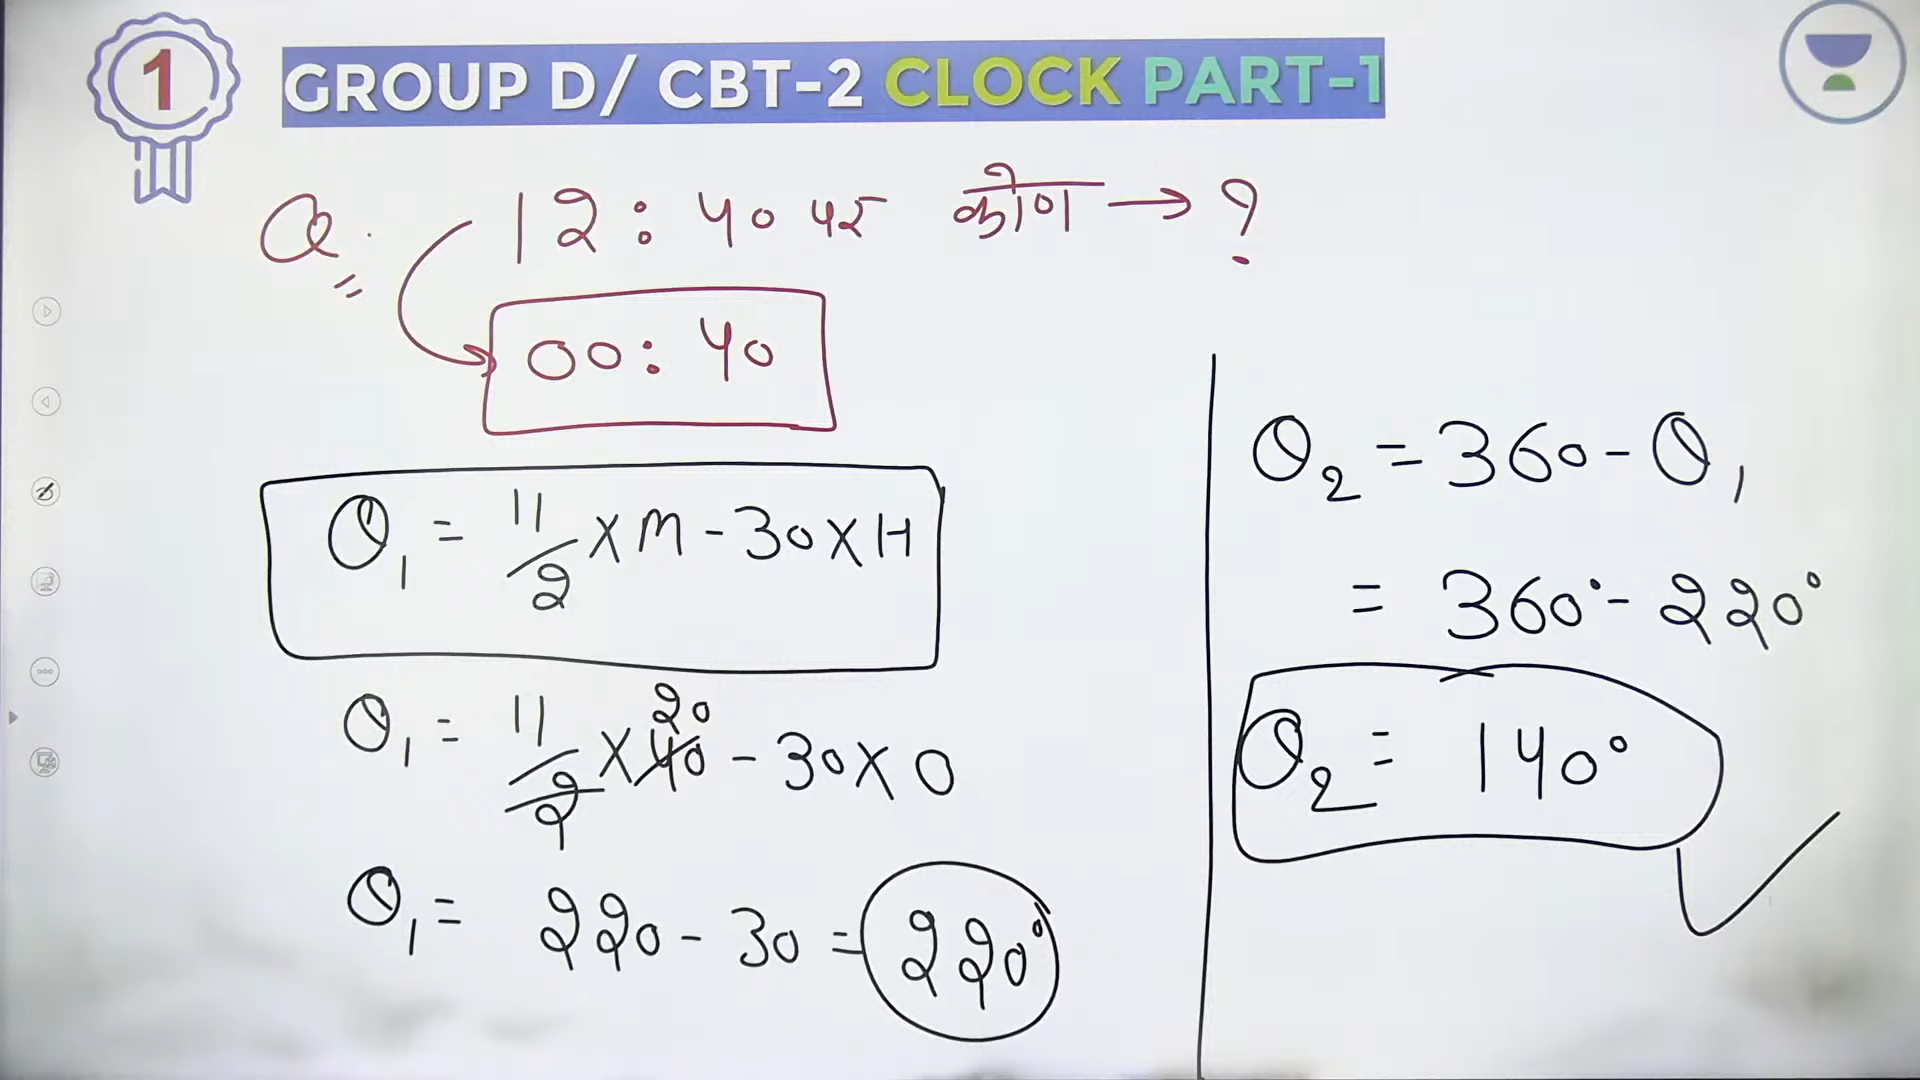 1
GROUP D/ CBT-2 CLOCK PART-1
Q. 12:40 पर कोण → ?
00:40
θ₁ = 11/2 × M - 30 × H
θ₁ = 11/2 × 40 - 30 × 0
20
θ₁ = 220 - 30 = 220°
θ₂ = 360 - θ₁
= 360° - 220°
θ₂ = 140°